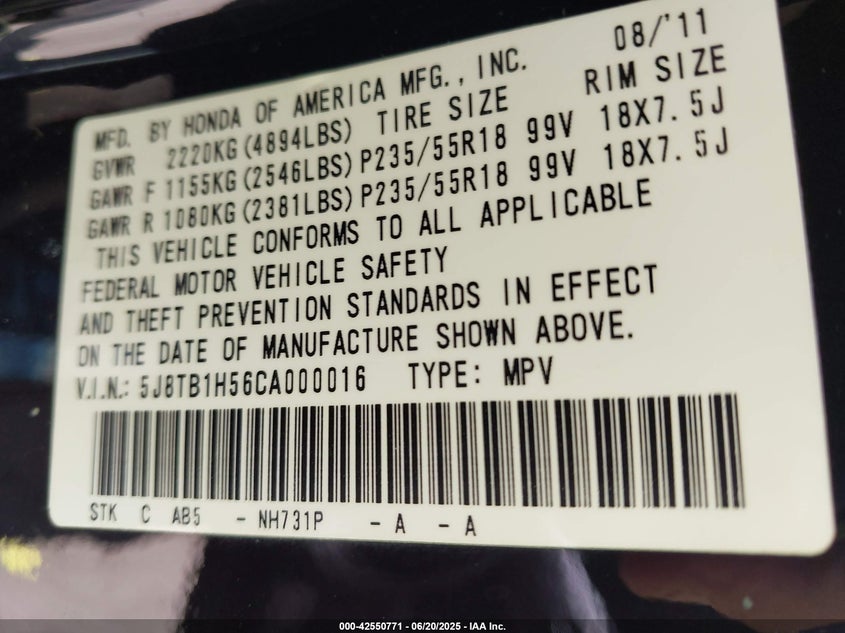 MFD. BY HONDA OF AMERICA MFG., INC. 08/'11
GVWR 2220KG(4894LBS) TIRE SIZE RIM SIZE
GAWR F 1155KG(2546LBS) P235/55R18 99V 18X7.5J
GAWR R 1080KG(2381LBS) P235/55R18 99V 18X7.5J
THIS VEHICLE CONFORMS TO ALL APPLICABLE
FEDERAL MOTOR VEHICLE SAFETY
AND THEFT PREVENTION STANDARDS IN EFFECT
ON THE DATE OF MANUFACTURE SHOWN ABOVE.
V.I.N.: 5J8TB1H56CA000016 TYPE: MPV
STK C AB5 - NH731P - A - A
000-42550771 - 06/20/2025 - IAA Inc.